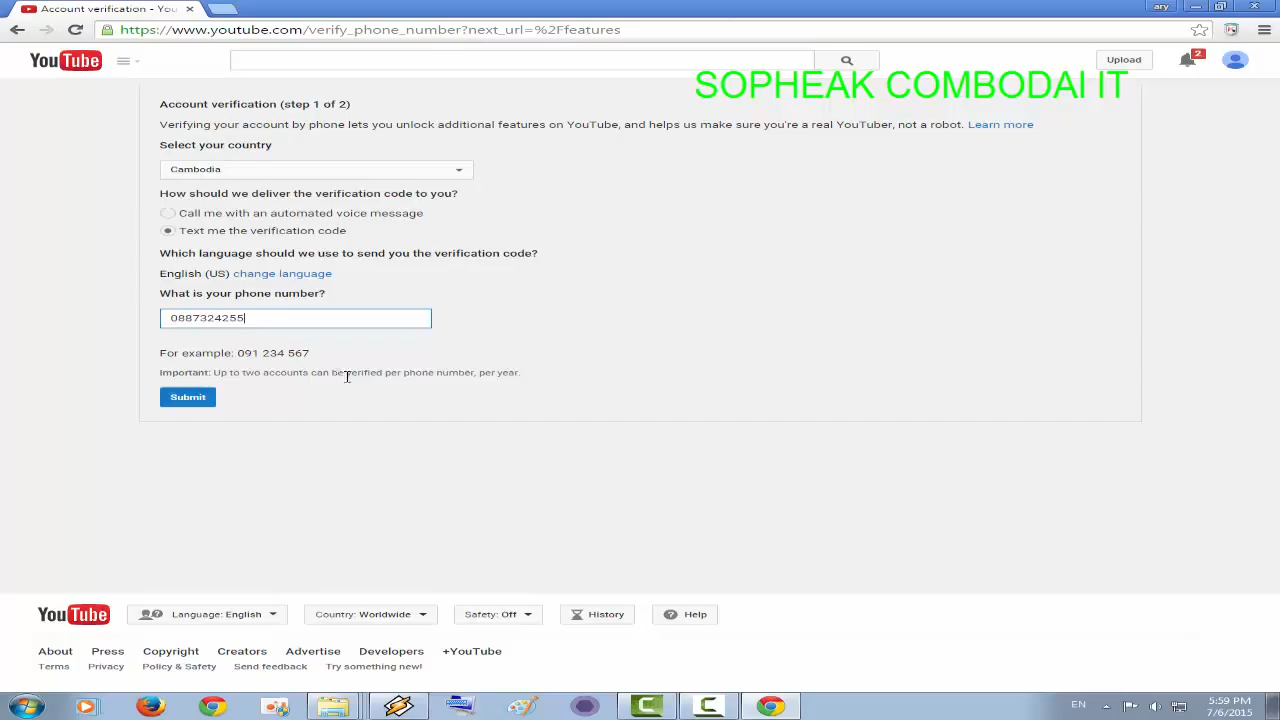 Account verification - You
ary
https://www.youtube.com/verify_phone_number?next_url=%2Ffeatures
YouTube
Upload
2
SOPHEAK COMBODAI IT
Account verification (step 1 of 2)
Verifying your account by phone lets you unlock additional features on YouTube, and helps us make sure you're a real YouTuber, not a robot. Learn more
Select your country
Cambodia
How should we deliver the verification code to you?
Call me with an automated voice message
Text me the verification code
Which language should we use to send you the verification code?
English (US) change language
What is your phone number?
0887324255
For example: 091 234 567
Important: Up to two accounts can be verified per phone number, per year.
Submit
YouTube
Language: English
Country: Worldwide
Safety: Off
History
Help
About Press Copyright Creators Advertise Developers +YouTube
Terms Privacy Policy & Safety Send feedback Try something new!
EN
5:59 PM
7/6/2015